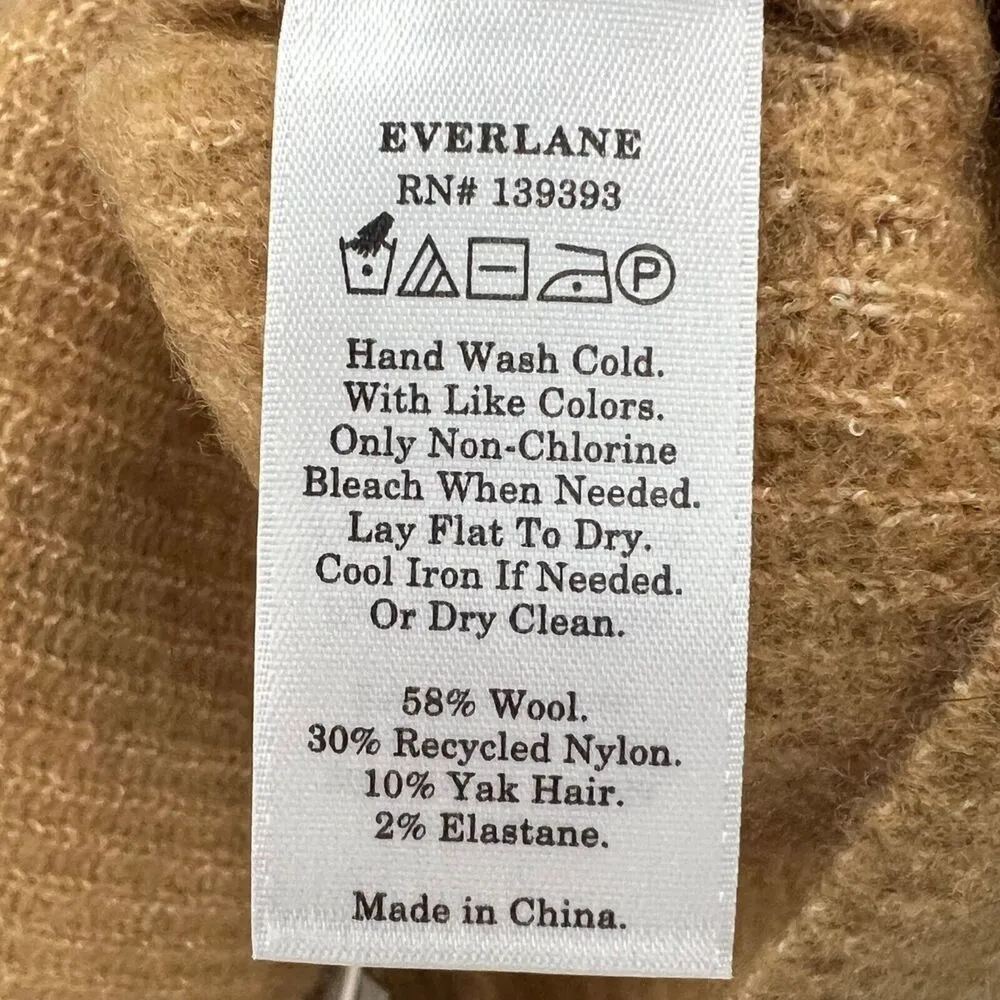 EVERLANE
RN# 139393
P
Hand Wash Cold.
With Like Colors.
Only Non-Chlorine
Bleach When Needed.
Lay Flat To Dry.
Cool Iron If Needed.
Or Dry Clean.
58% Wool.
30% Recycled Nylon.
10% Yak Hair.
2% Elastane.
Made in China.